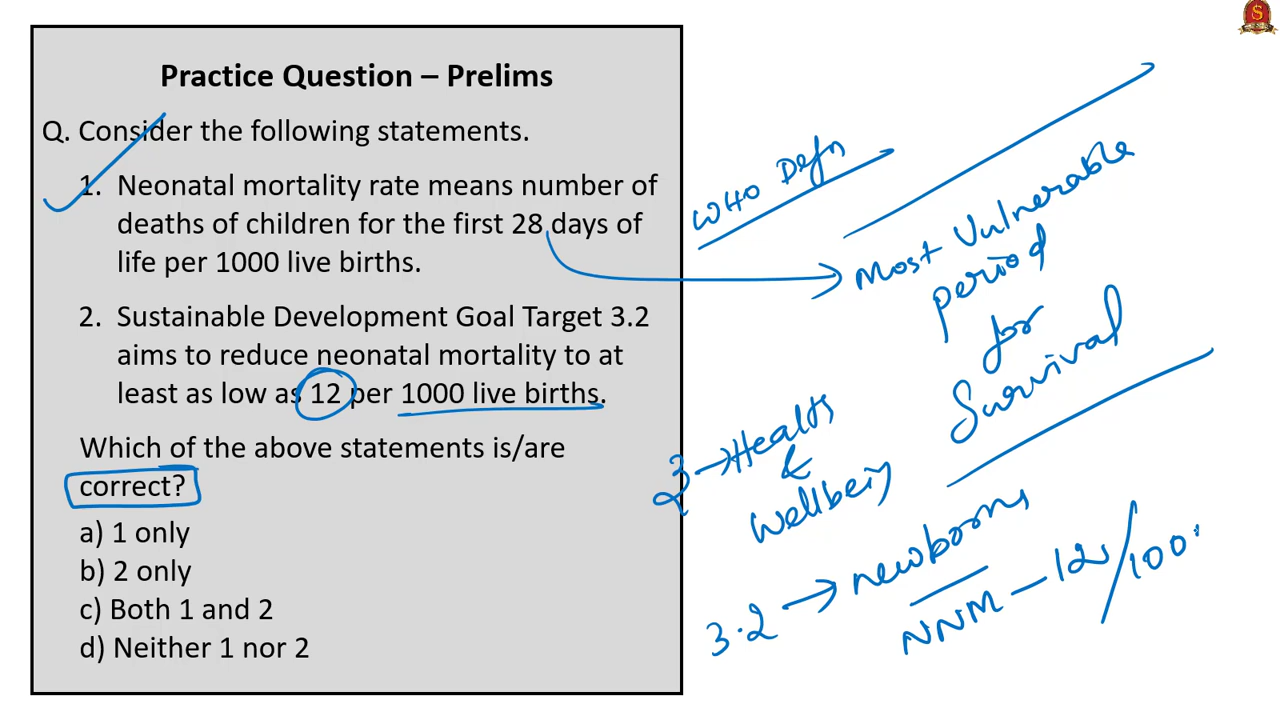 Practice Question – Prelims
Q. Consider the following statements.
1. Neonatal mortality rate means number of
deaths of children for the first 28 days of
life per 1000 live births.
2. Sustainable Development Goal Target 3.2
aims to reduce neonatal mortality to at
least as low as 12 per 1000 live births.
Which of the above statements is/are
correct?
a) 1 only
b) 2 only
c) Both 1 and 2
d) Neither 1 nor 2
WHO Defn
Most Vulnerable
period
for
Survival
3 → Health
&
Wellbeing
3.2 → newborns
NNM – 12/100
S